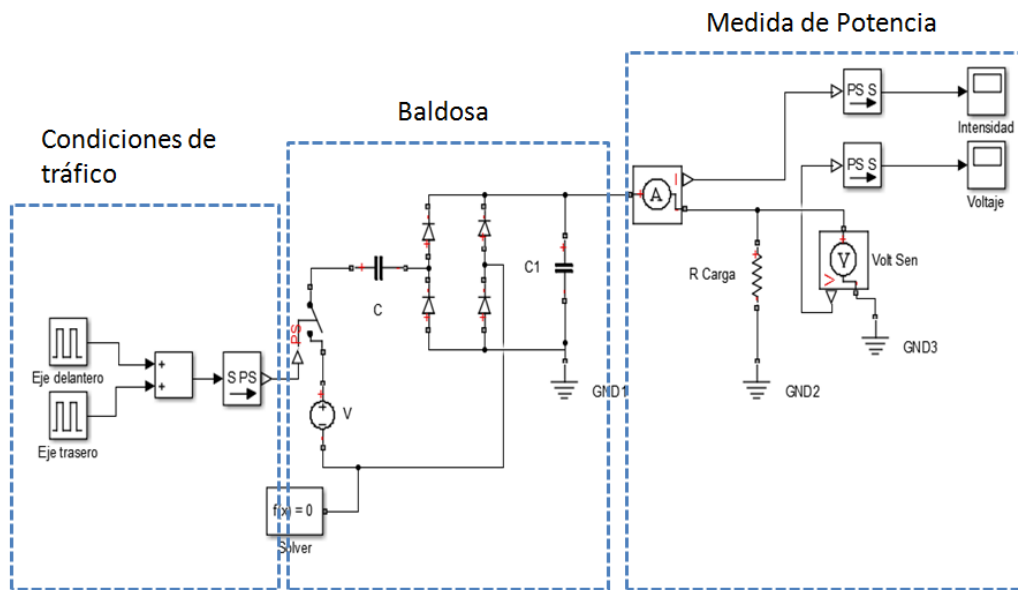 Medida de Potencia
Baldosa
Condiciones de
tráfico
PS S
Intensidad
PS S
Voltaje
I
A
C1
R Carga
V
V
Volt Sen
C
PS
GND3
GND1
GND2
Eje delantero
+
+
S PS
Eje trasero
V
f(x) = 0
Solver